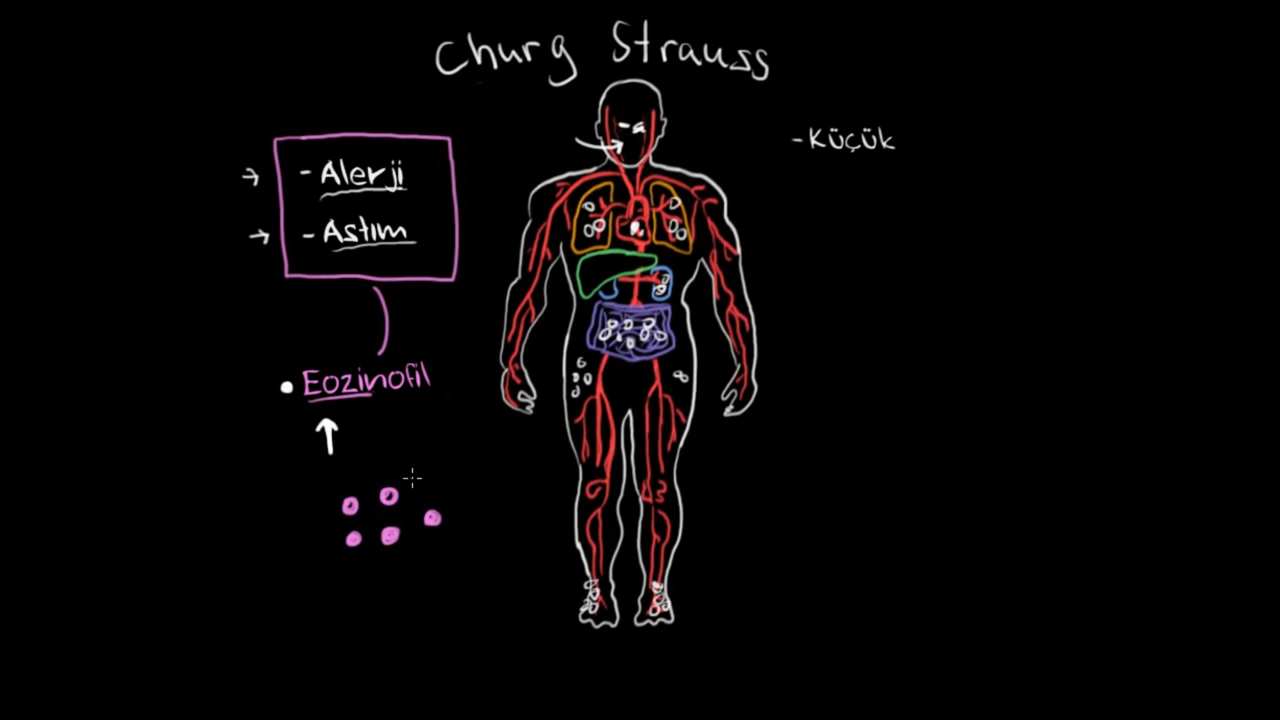 Churg Strauss
- Alerji
- Astım
Eozinofil
- Küçük